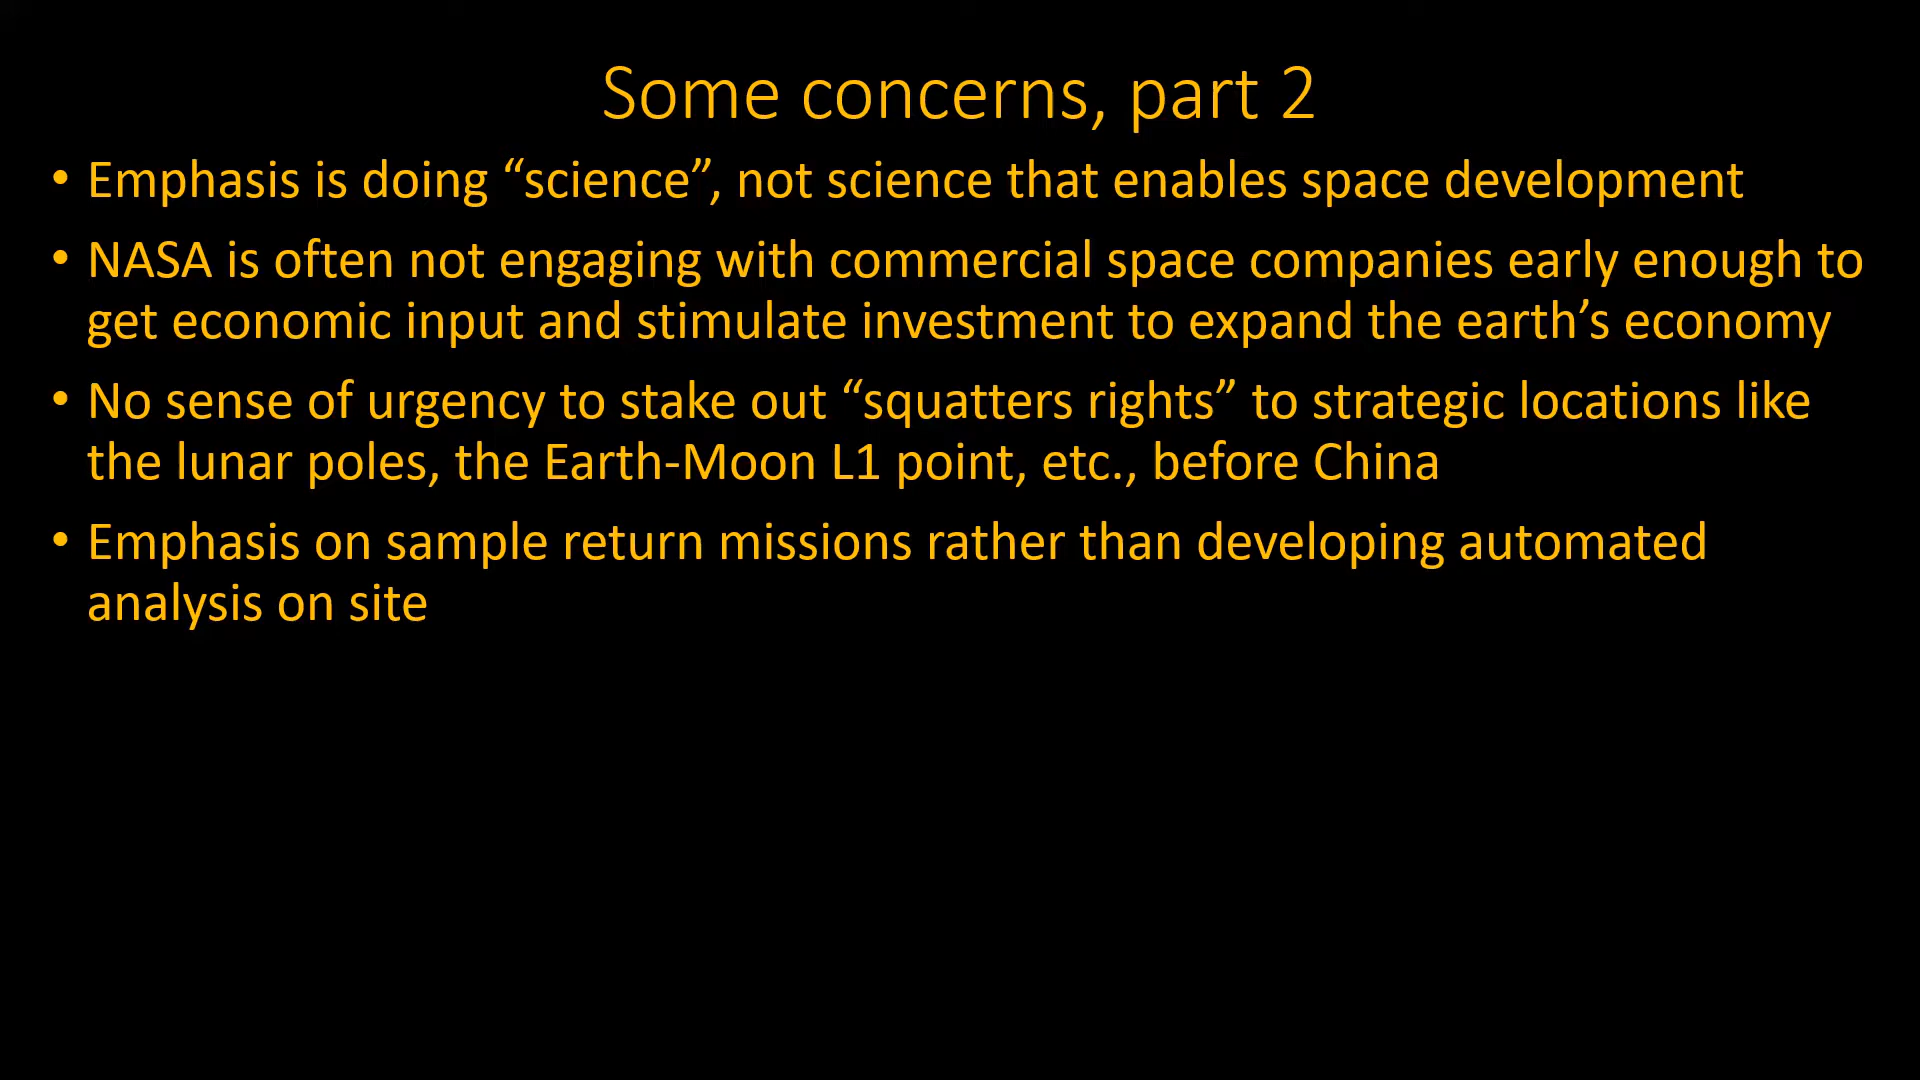 Some concerns, part 2
• Emphasis is doing “science”, not science that enables space development
• NASA is often not engaging with commercial space companies early enough to
get economic input and stimulate investment to expand the earth’s economy
• No sense of urgency to stake out “squatters rights” to strategic locations like
the lunar poles, the Earth-Moon L1 point, etc., before China
• Emphasis on sample return missions rather than developing automated
analysis on site